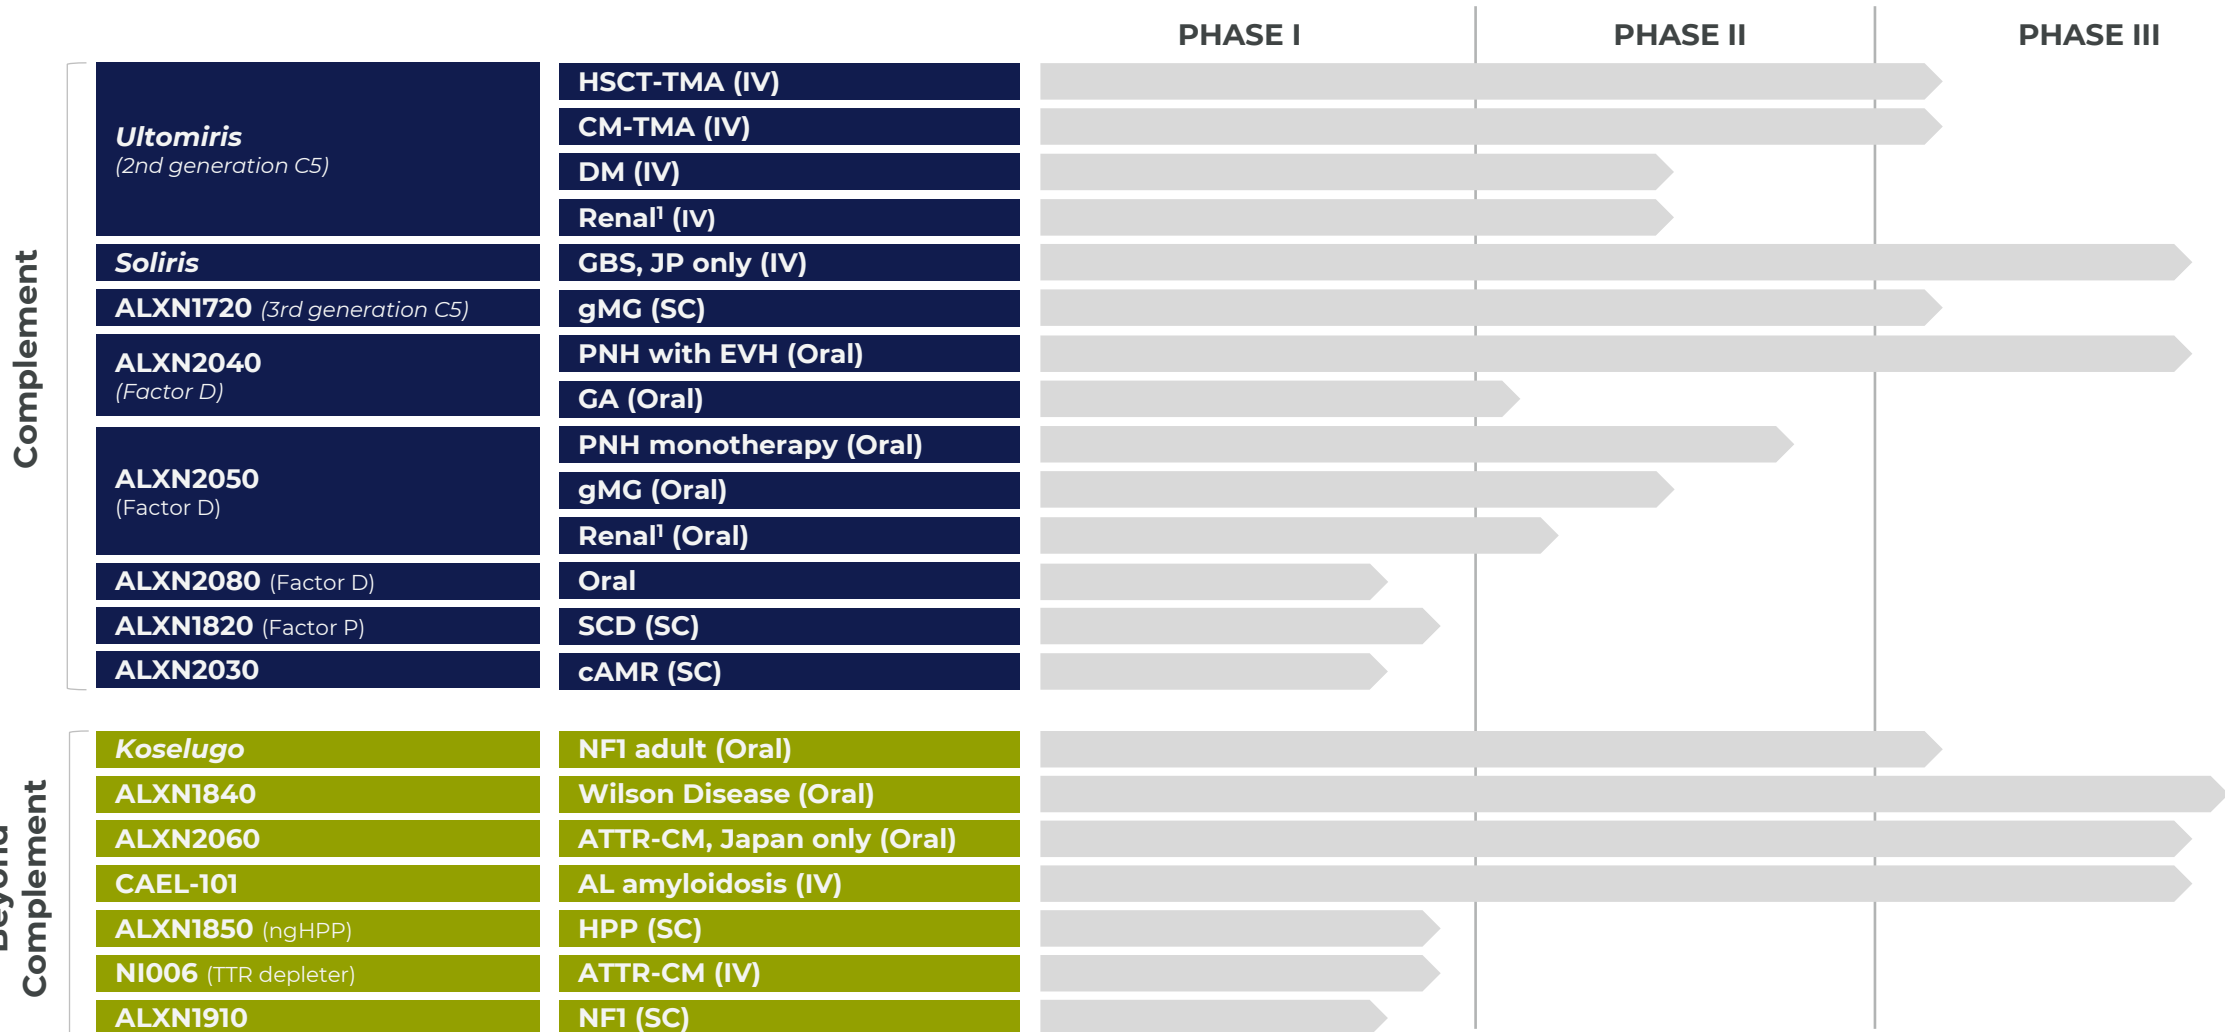 PHASE I
PHASE II
PHASE III
Complement
Ultomiris
(2nd generation C5)
HSCT-TMA (IV)
CM-TMA (IV)
DM (IV)
Renal¹ (IV)
Soliris
GBS, JP only (IV)
ALXN1720 (3rd generation C5)
gMG (SC)
ALXN2040
(Factor D)
PNH with EVH (Oral)
GA (Oral)
ALXN2050
(Factor D)
PNH monotherapy (Oral)
gMG (Oral)
Renal¹ (Oral)
ALXN2080 (Factor D)
Oral
ALXN1820 (Factor P)
SCD (SC)
ALXN2030
cAMR (SC)
Beyond
Complement
Koselugo
NF1 adult (Oral)
ALXN1840
Wilson Disease (Oral)
ALXN2060
ATTR-CM, Japan only (Oral)
CAEL-101
AL amyloidosis (IV)
ALXN1850 (ngHPP)
HPP (SC)
NI006 (TTR depleter)
ATTR-CM (IV)
ALXN1910
NF1 (SC)